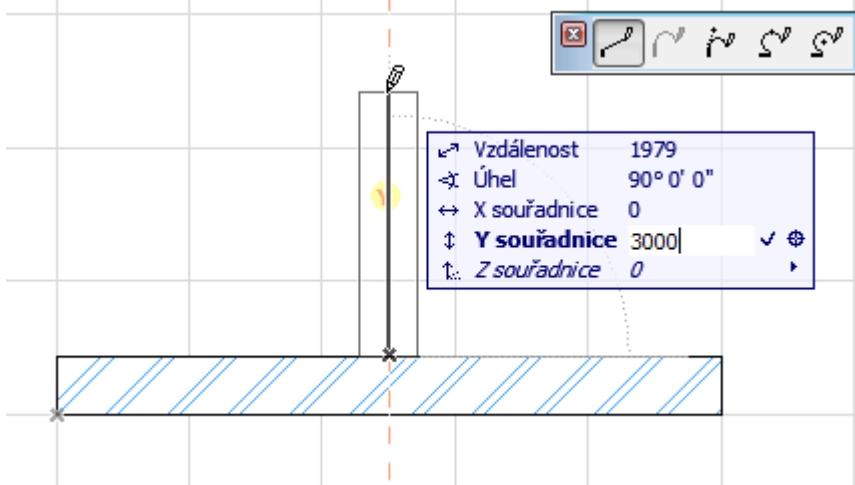 Vzdálenost 1979
Úhel 90° 0' 0"
X souřadnice 0
Y souřadnice 3000
Z souřadnice 0